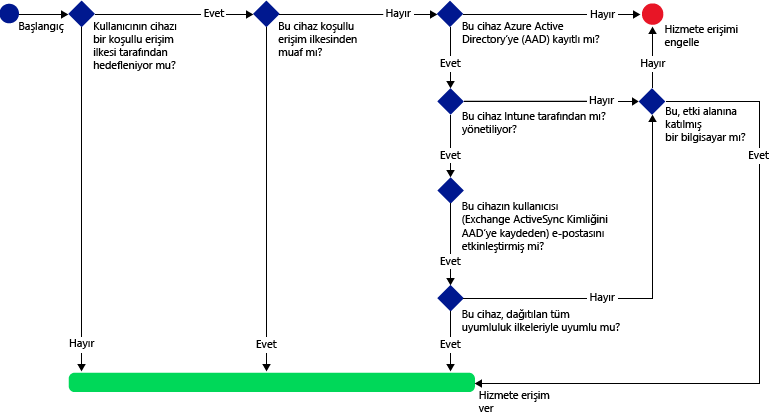 Başlangıç
Kullanıcının cihazı
bir koşullu erişim
ilkesi tarafından
hedefleniyor mu?
Evet
Bu cihaz koşullu
erişim ilkesinden
muaf mı?
Hayır
Bu cihaz Azure Active
Directory'ye (AAD) kayıtlı mı?
Hayır
Hizmete erişimi
engelle
Evet
Hayır
Bu cihaz Intune tarafından mı?
yönetiliyor?
Hayır
Bu, etki alanına
katılmış
bir bilgisayar mı?
Evet
Evet
Bu cihazın kullanıcısı
(Exchange ActiveSync Kimliğini
AAD'ye kaydeden) e-postasını
etkinleştirmiş mi?
Evet
Hayır
Bu cihaz, dağıtılan tüm
uyumluluk ilkeleriyle uyumlu mu?
Hayır
Evet
Evet
Hizmete erişim
ver